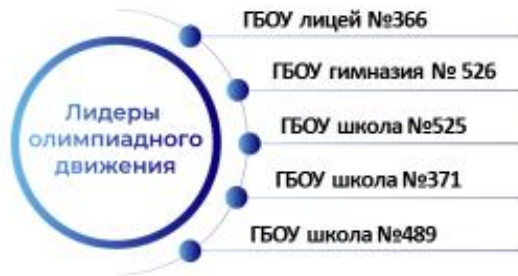 ГБОУ лицей №366
ГБОУ гимназия № 526
ГБОУ школа №525
ГБОУ школа №371
ГБОУ школа №489
Лидеры
олимпиадного
движения